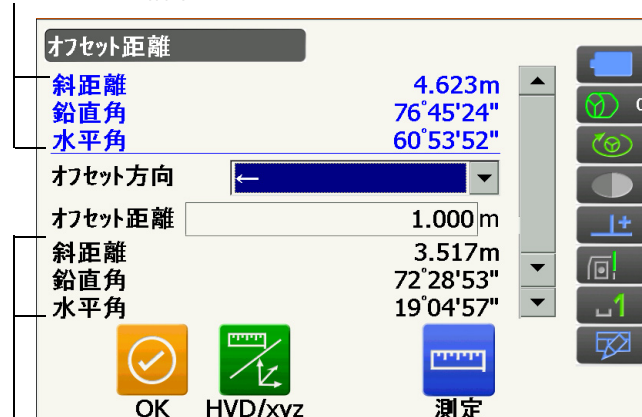 オフセット距離
斜距離 4.623m
鉛直角 76°45'24"
水平角 60°53'52"
オフセット方向 ←
オフセット距離 1.000 m
斜距離 3.517m
鉛直角 72°28'53"
水平角 19°04'57"
OK HVD/xyz 測定